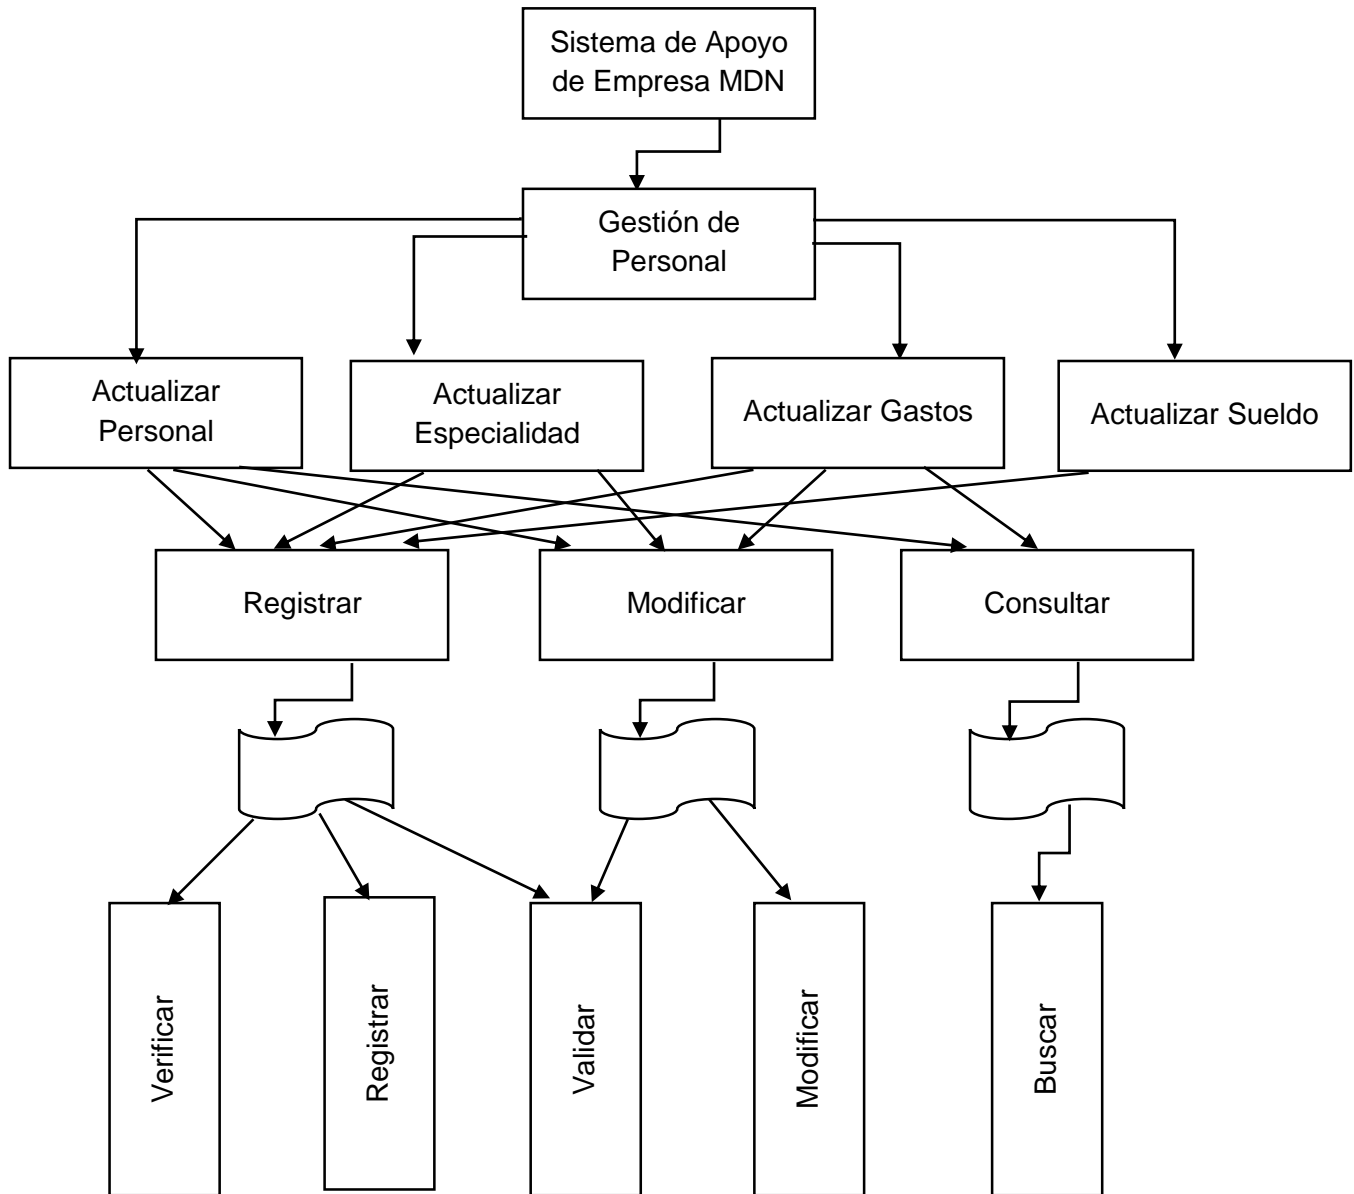 Sistema de Apoyo
de Empresa MDN
Gestión de
Personal
Actualizar
Personal
Actualizar
Especialidad
Actualizar Gastos
Actualizar Sueldo
Registrar
Modificar
Consultar
Verificar
Registrar
Validar
Modificar
Buscar